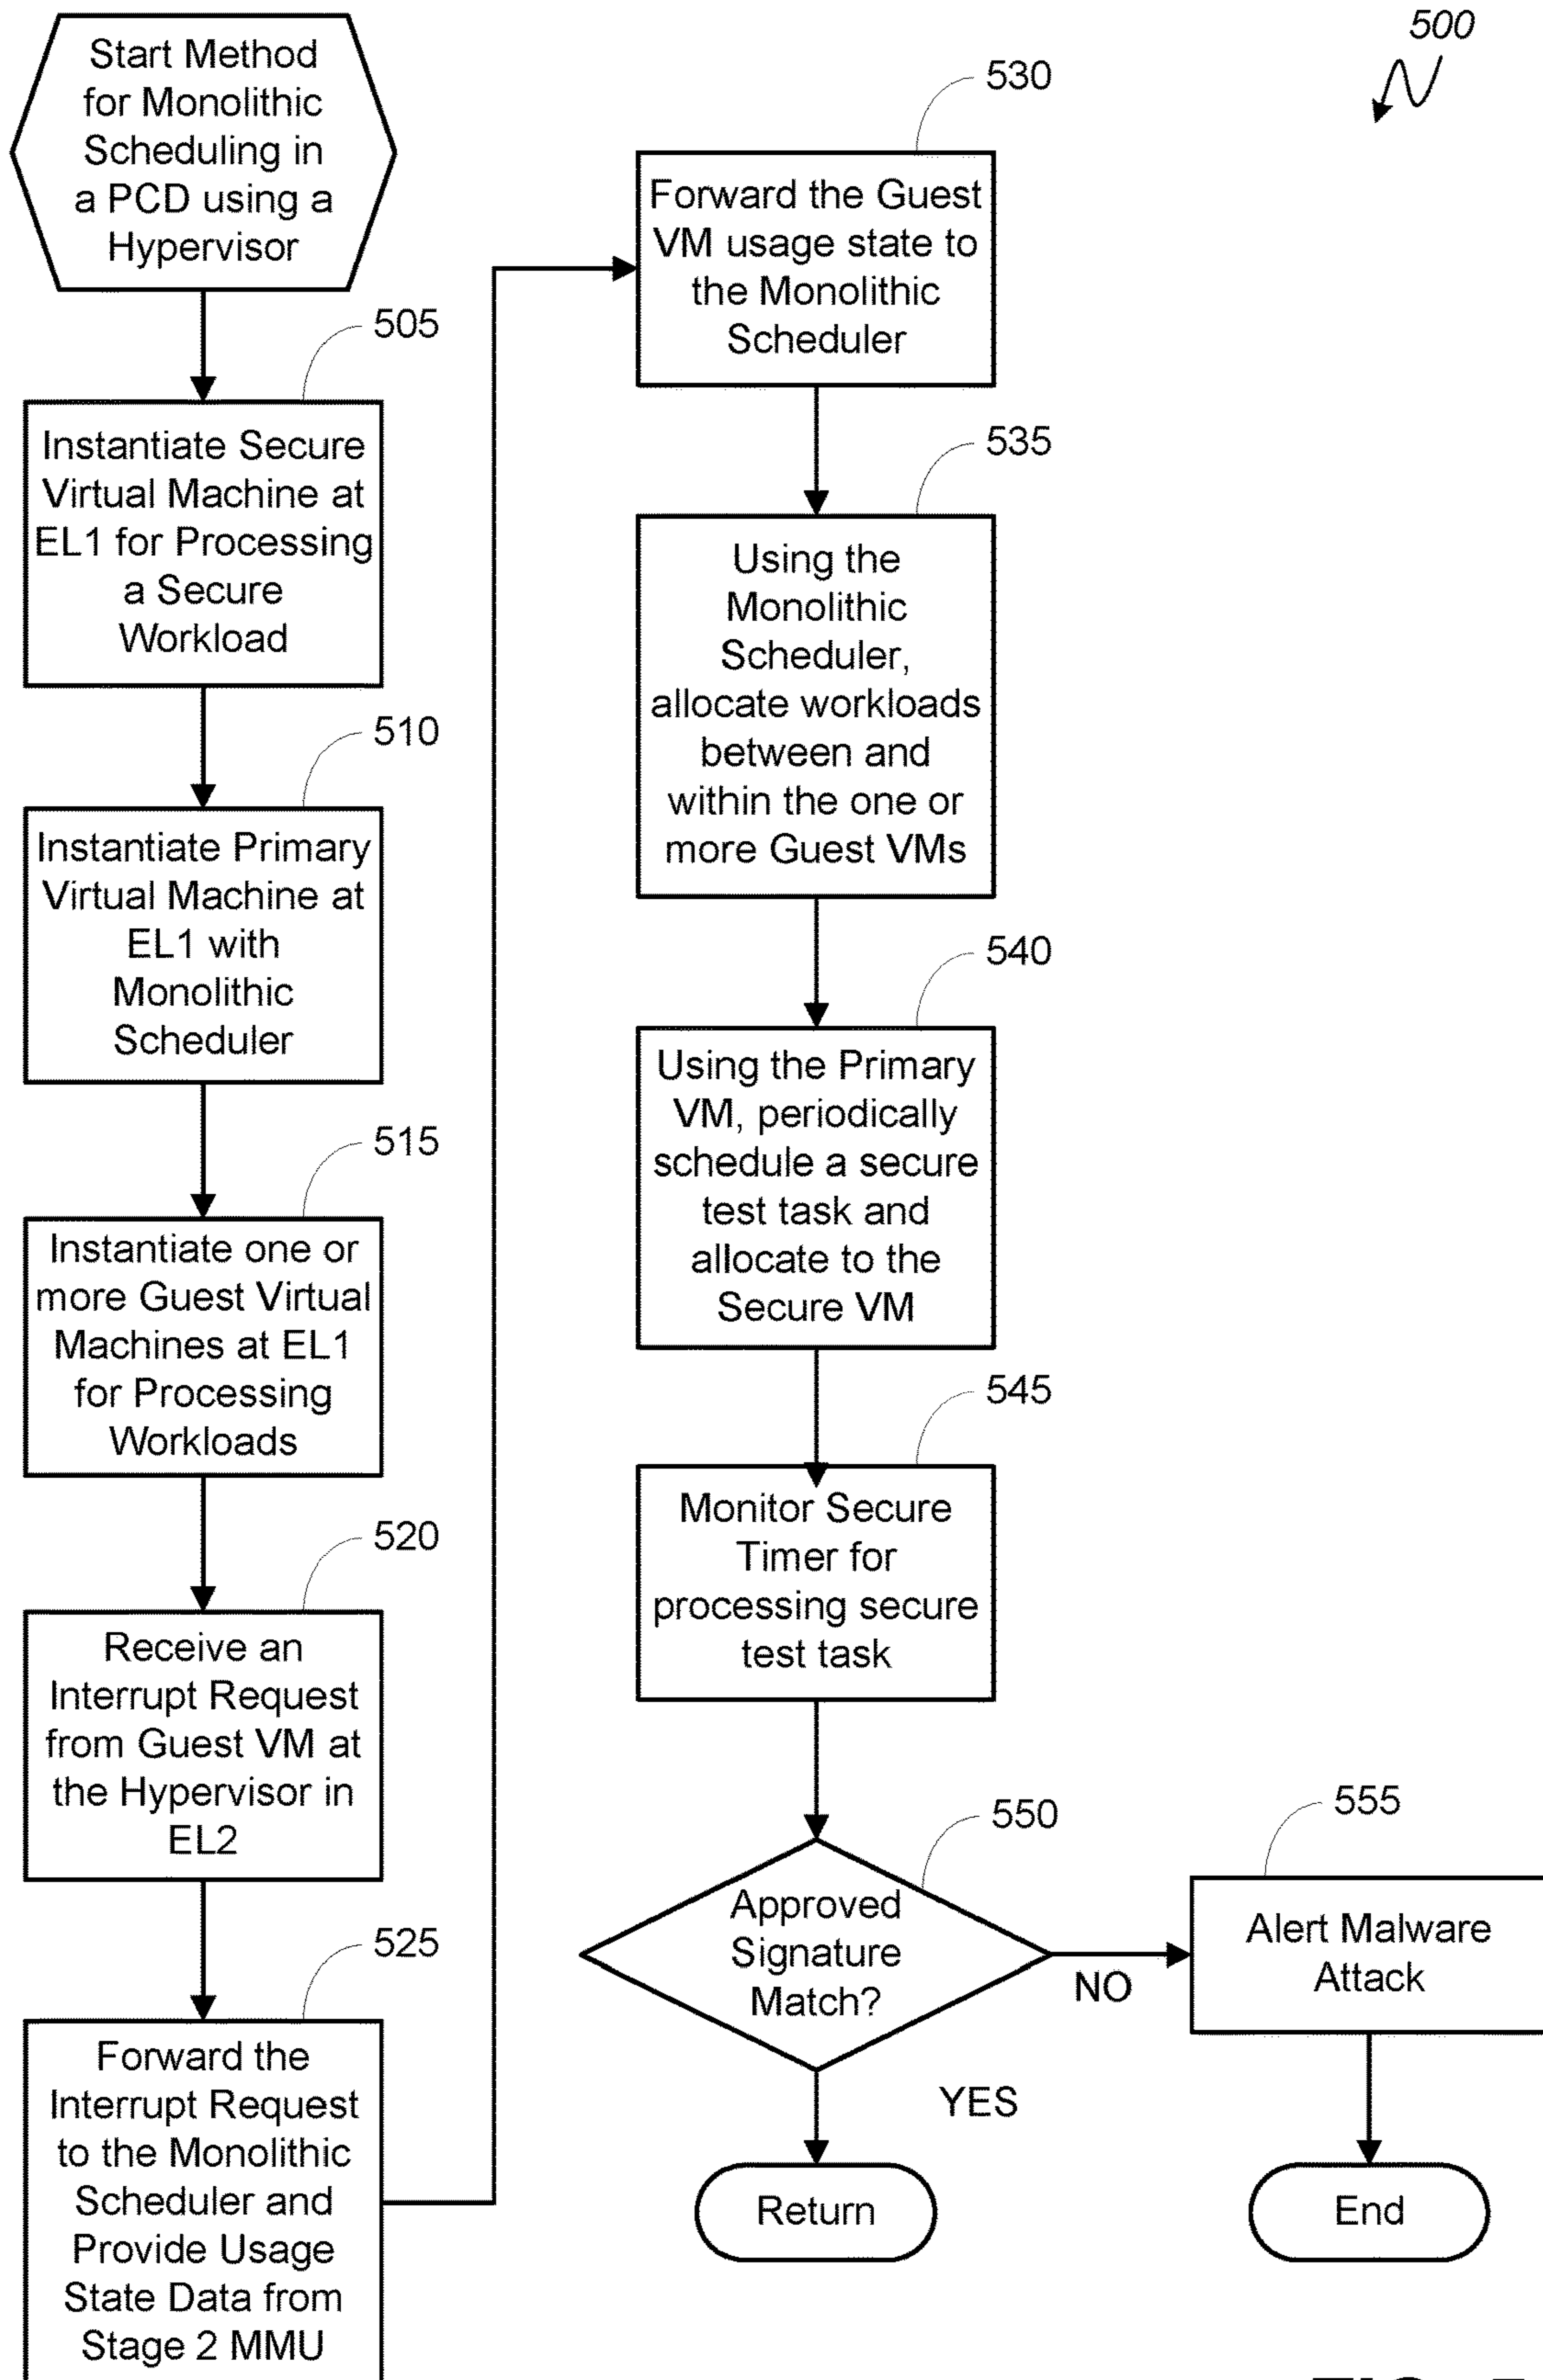 500
Start Method
for Monolithic
Scheduling in
a PCD using a
Hypervisor
505
Instantiate Secure
Virtual Machine at
EL1 for Processing
a Secure
Workload
510
Instantiate Primary
Virtual Machine at
EL1 with
Monolithic
Scheduler
515
Instantiate one or
more Guest Virtual
Machines at EL1
for Processing
Workloads
520
Receive an
Interrupt Request
from Guest VM at
the Hypervisor in
EL2
525
Forward the
Interrupt Request
to the Monolithic
Scheduler and
Provide Usage
State Data from
Stage 2 MMU
530
Forward the Guest
VM usage state to
the Monolithic
Scheduler
535
Using the
Monolithic
Scheduler,
allocate workloads
between and
within the one or
more Guest VMs
540
Using the Primary
VM, periodically
schedule a secure
test task and
allocate to the
Secure VM
545
Monitor Secure
Timer for
processing secure
test task
550
Approved
Signature
Match?
NO
YES
Return
555
Alert Malware
Attack
End